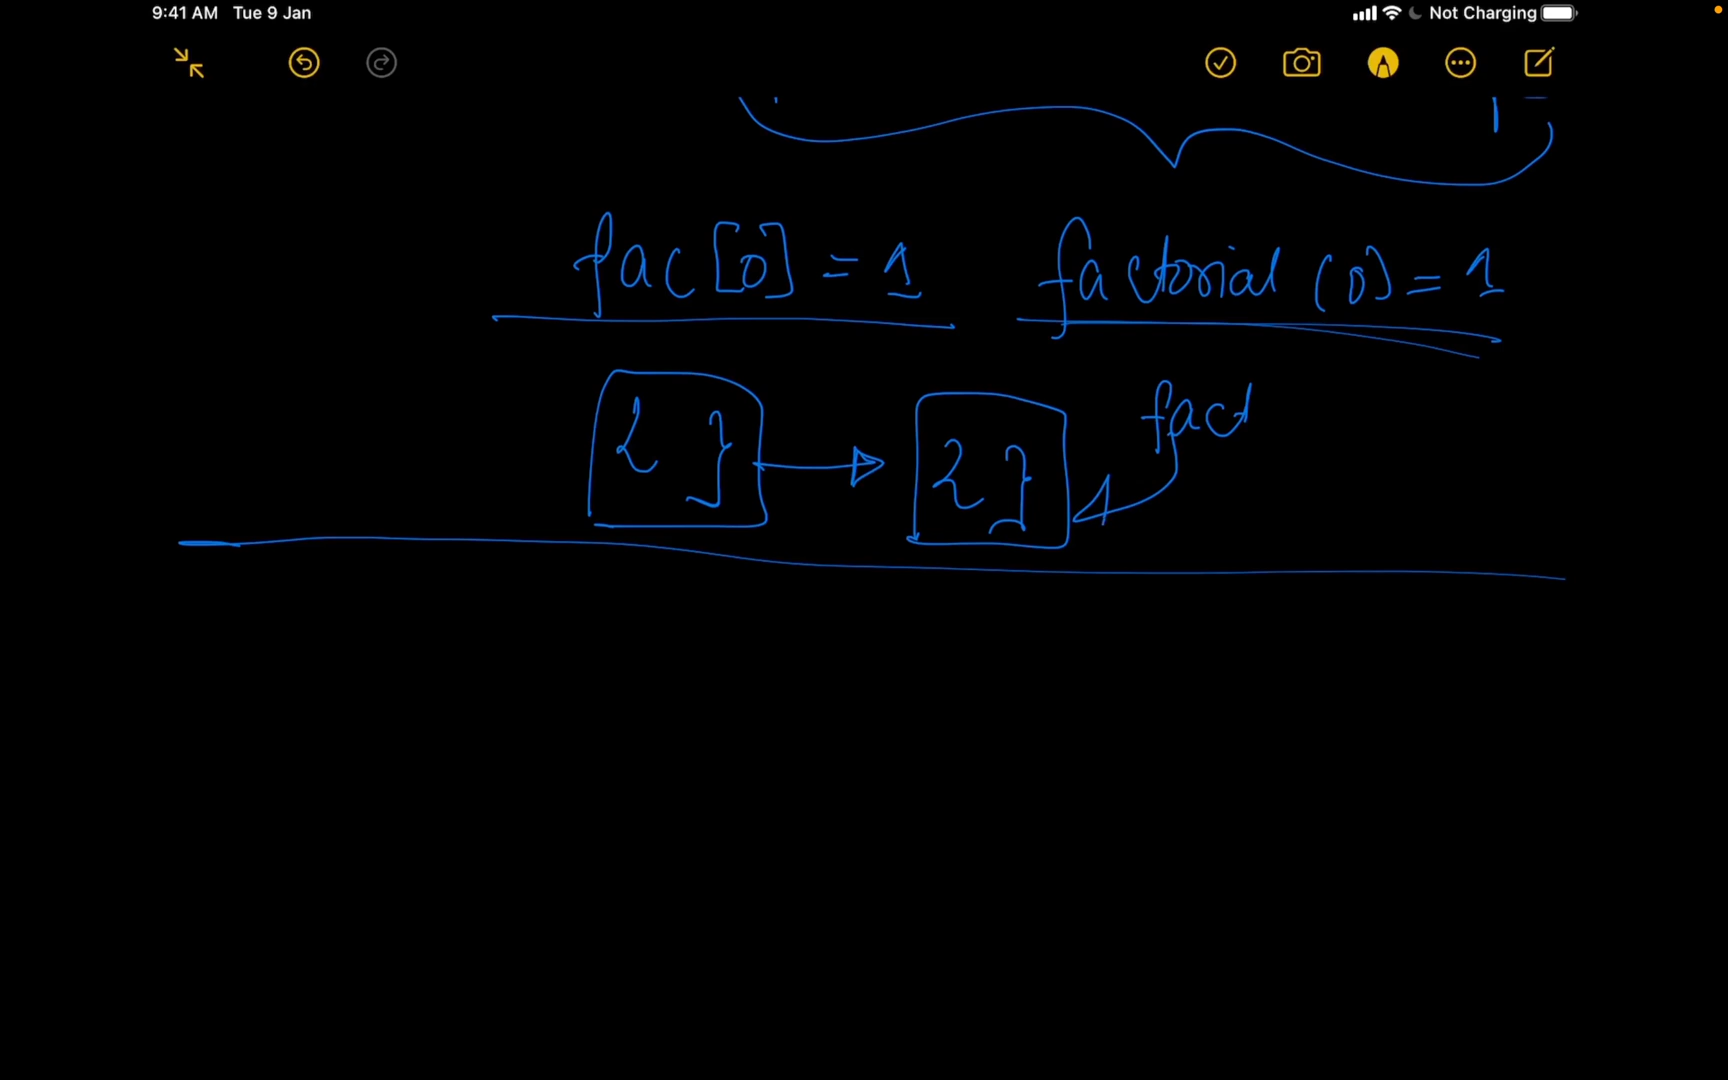 9:41 AM Tue 9 Jan Not Charging
fac[0] = 1 factorial (0) = 1
{ } { } fact